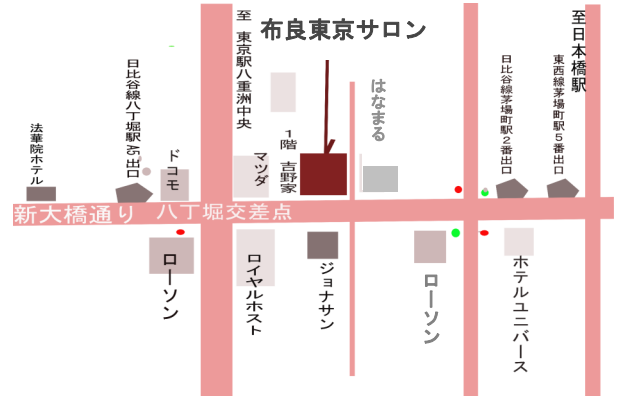 至 東京駅八重洲中央
布良東京サロン
至日本橋駅
日比谷線八丁堀駅A5出口
はなまる
日比谷線茅場町駅2番出口
東西線茅場町駅5番出口
法華院ホテル
ドコモ
マツダ
1階 吉野家
新大橋通り 八丁堀交差点
ローソン
ロイヤルホスト
ジョナサン
ローソン
ホテルユニバース